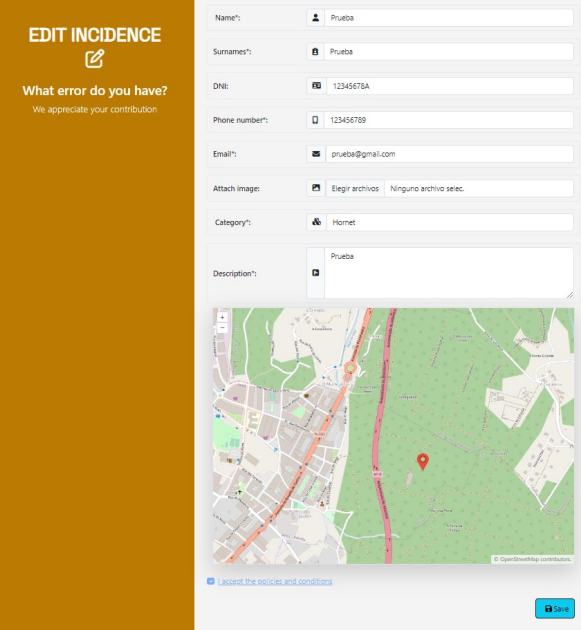 EDIT INCIDENCE
What error do you have?
We appreciate your contribution
Name*: Prueba
Surnames*: Prueba
DNI: 12345678A
Phone number*: 123456789
Email*: prueba@gmail.com
Attach image: Elegir archivos Ninguno archivo selec.
Category*: Hornet
Description*: Prueba
+
−
© OpenStreetMap contributors.
I accept the policies and conditions
Save